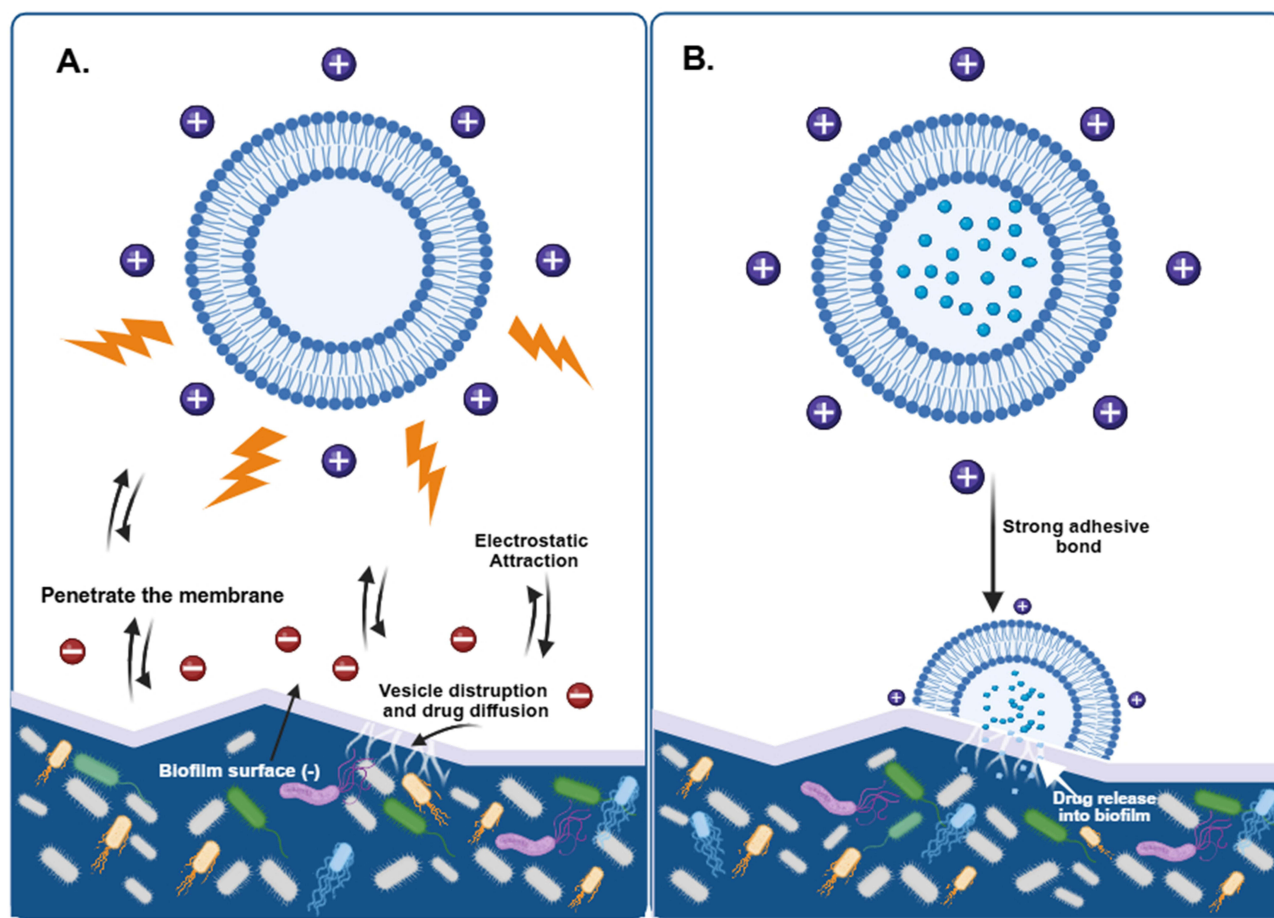 A.
Electrostatic
Attraction
Penetrate the membrane
Vesicle distruption
and drug diffusion
Biofilm surface (-)
B.
Strong adhesive
bond
Drug release
into biofilm